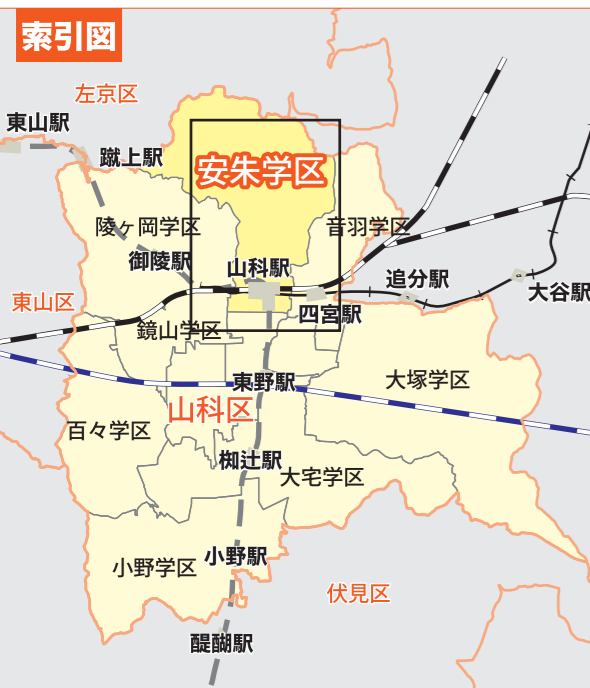 索引図
左京区
東山駅
蹴上駅
安朱学区
陵ヶ岡学区
音羽学区
御陵駅
山科駅
追分駅
大谷駅
東山区
四宮駅
鏡山学区
東野駅
大塚学区
山科区
百々学区
椥辻駅
大宅学区
小野駅
小野学区
伏見区
醍醐駅